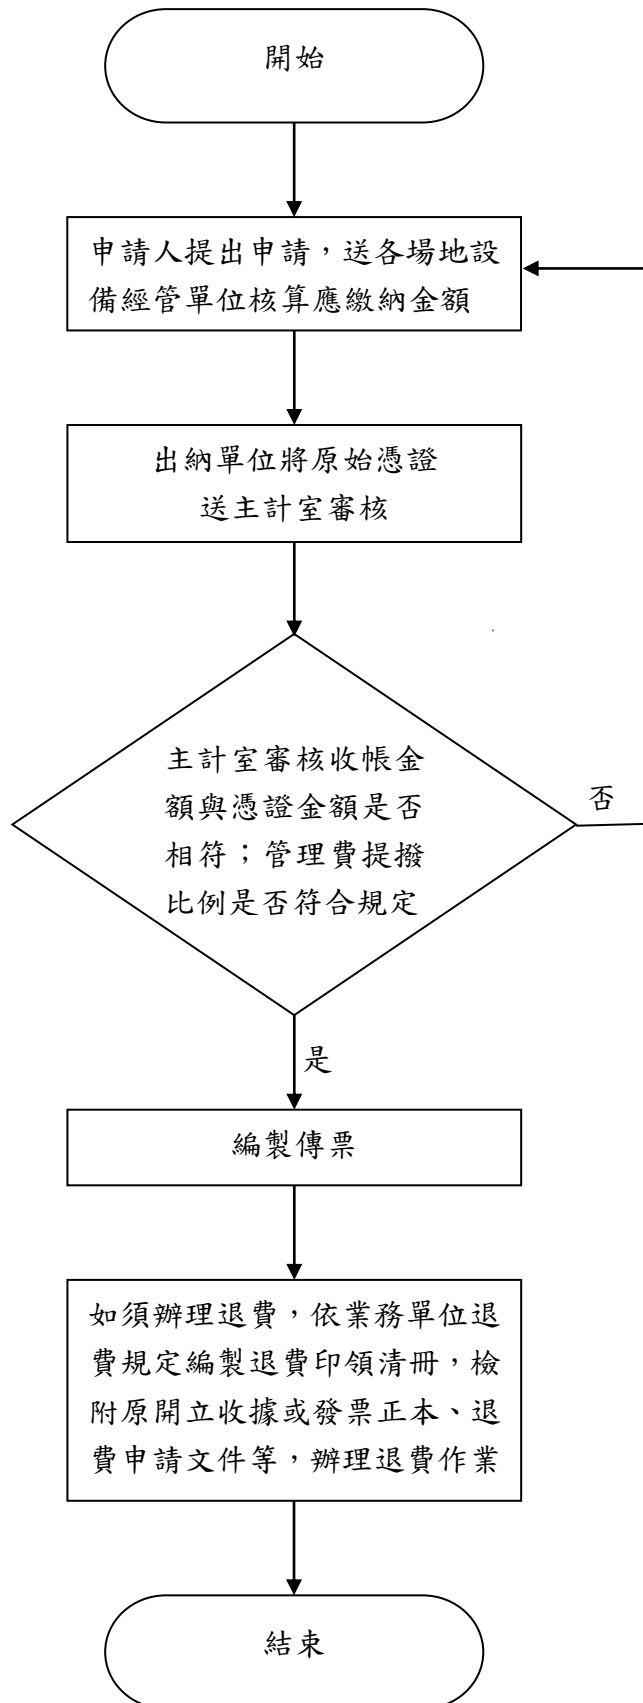 開始
申請人提出申請，送各場地設
備經管單位核算應繳納金額
出納單位將原始憑證
送主計室審核
主計室審核收帳金
額與憑證金額是否
相符；管理費提撥
比例是否符合規定
否
是
編製傳票
如須辦理退費，依業務單位退
費規定編製退費印領清冊，檢
附原開立收據或發票正本、退
費申請文件等，辦理退費作業
結束